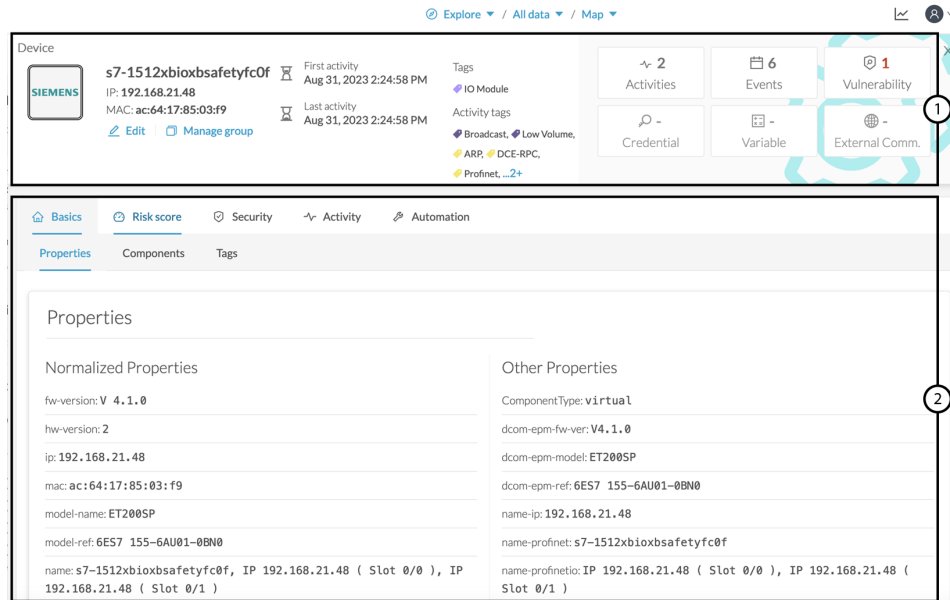 Explore / All data / Map
Device
SIEMENS
s7-1512xbioxbsafetyfc0f
IP: 192.168.21.48
MAC: ac:64:17:85:03:f9
Edit Manage group
First activity
Aug 31, 2023 2:24:58 PM
Last activity
Aug 31, 2023 2:24:58 PM
Tags
IO Module
Activity tags
Broadcast, Low Volume,
ARP, DCE-RPC,
Profinet, ...2+
2
Activities
6
Events
1
Vulnerability
-
Credential
-
Variable
-
External Comm.
1
Basics Risk score Security Activity Automation
Properties Components Tags
Properties
Normalized Properties
fw-version: V 4.1.0
hw-version: 2
ip: 192.168.21.48
mac: ac:64:17:85:03:f9
model-name: ET200SP
model-ref: 6ES7 155-6AU01-0BN0
name: s7-1512xbioxbsafetyfc0f, IP 192.168.21.48 ( Slot 0/0 ), IP
192.168.21.48 ( Slot 0/1 )
Other Properties
ComponentType: virtual
dcom-epm-fw-ver: V4.1.0
dcom-epm-model: ET200SP
dcom-epm-ref: 6ES7 155-6AU01-0BN0
name-ip: 192.168.21.48
name-profinet: s7-1512xbioxbsafetyfc0f
name-profinetio: IP 192.168.21.48 ( Slot 0/0 ), IP 192.168.21.48 (
Slot 0/1 )
2